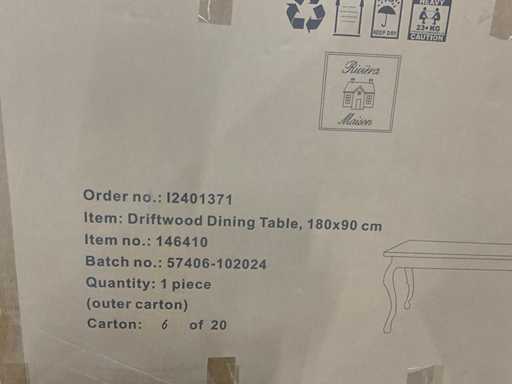 KEEP DRY
HEAVY
23+KG
CAUTION
Rivièra
Maison
Order no.: I2401371
Item: Driftwood Dining Table, 180x90 cm
Item no.: 146410
Batch no.: 57406-102024
Quantity: 1 piece
(outer carton)
Carton: 6 of 20